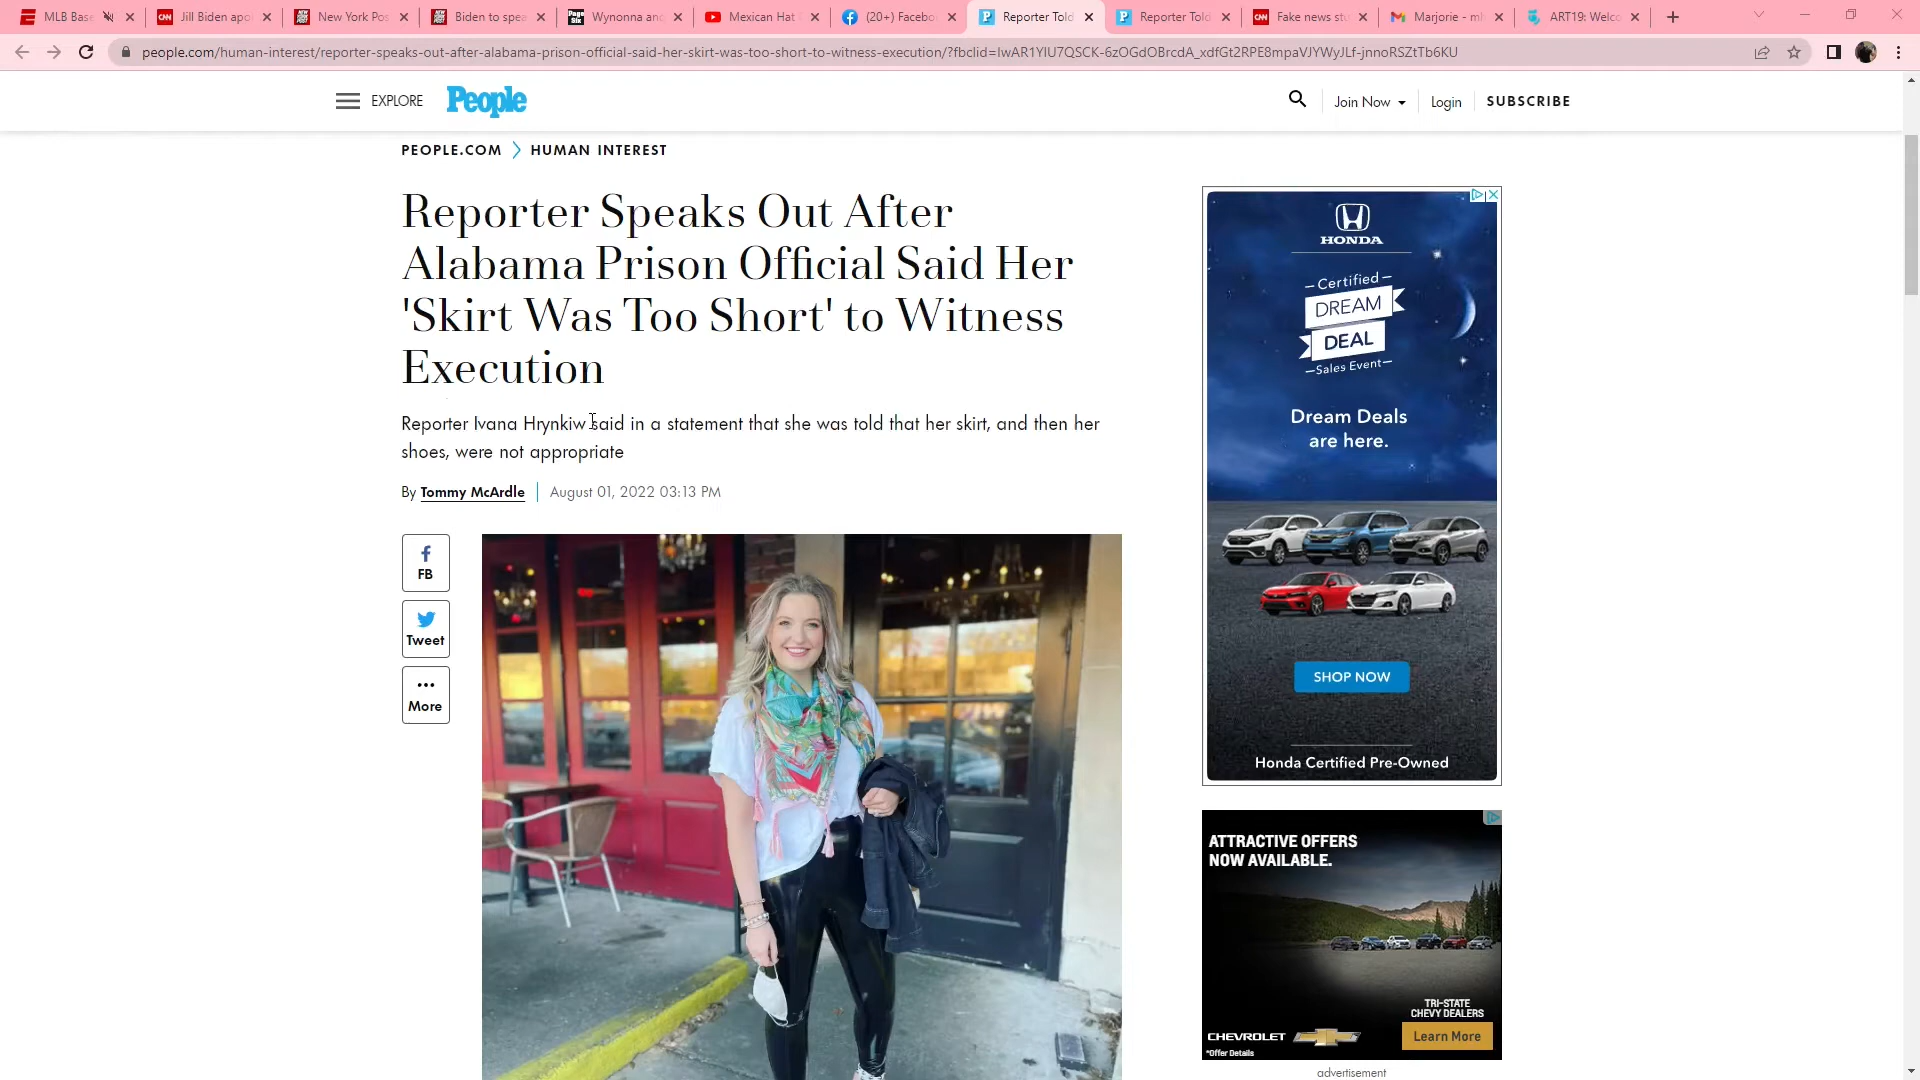 MLB Base
Jill Biden apo
New York Pos
Biden to spea
Wynonna an
Mexican Hat
(20+) Facebo
Reporter Told
Reporter Told
Fake news st
Marjorie - m
ART19: Welc
people.com/human-interest/reporter-speaks-out-after-alabama-prison-official-said-her-skirt-was-too-short-to-witness-execution/?fbclid=IwAR1YIU7QSCK-6zOGdOBrcdA_xdfGt2RPE8mpaVJYWyJLf-jnnoRSZtTb6KU
EXPLORE
People
Join Now
Login
SUBSCRIBE
PEOPLE.COM > HUMAN INTEREST
Reporter Speaks Out After
Alabama Prison Official Said Her
'Skirt Was Too Short' to Witness
Execution
Reporter Ivana Hrynkiw said in a statement that she was told that her skirt, and then her
shoes, were not appropriate
By Tommy McArdle
August 01, 2022 03:13 PM
FB
Tweet
More
HONDA
Certified
DREAM
DEAL
Sales Event
Dream Deals
are here.
SHOP NOW
Honda Certified Pre-Owned
ATTRACTIVE OFFERS
NOW AVAILABLE.
TRI-STATE
CHEVY DEALERS
CHEVROLET
Learn More
*Offer Details
advertisement